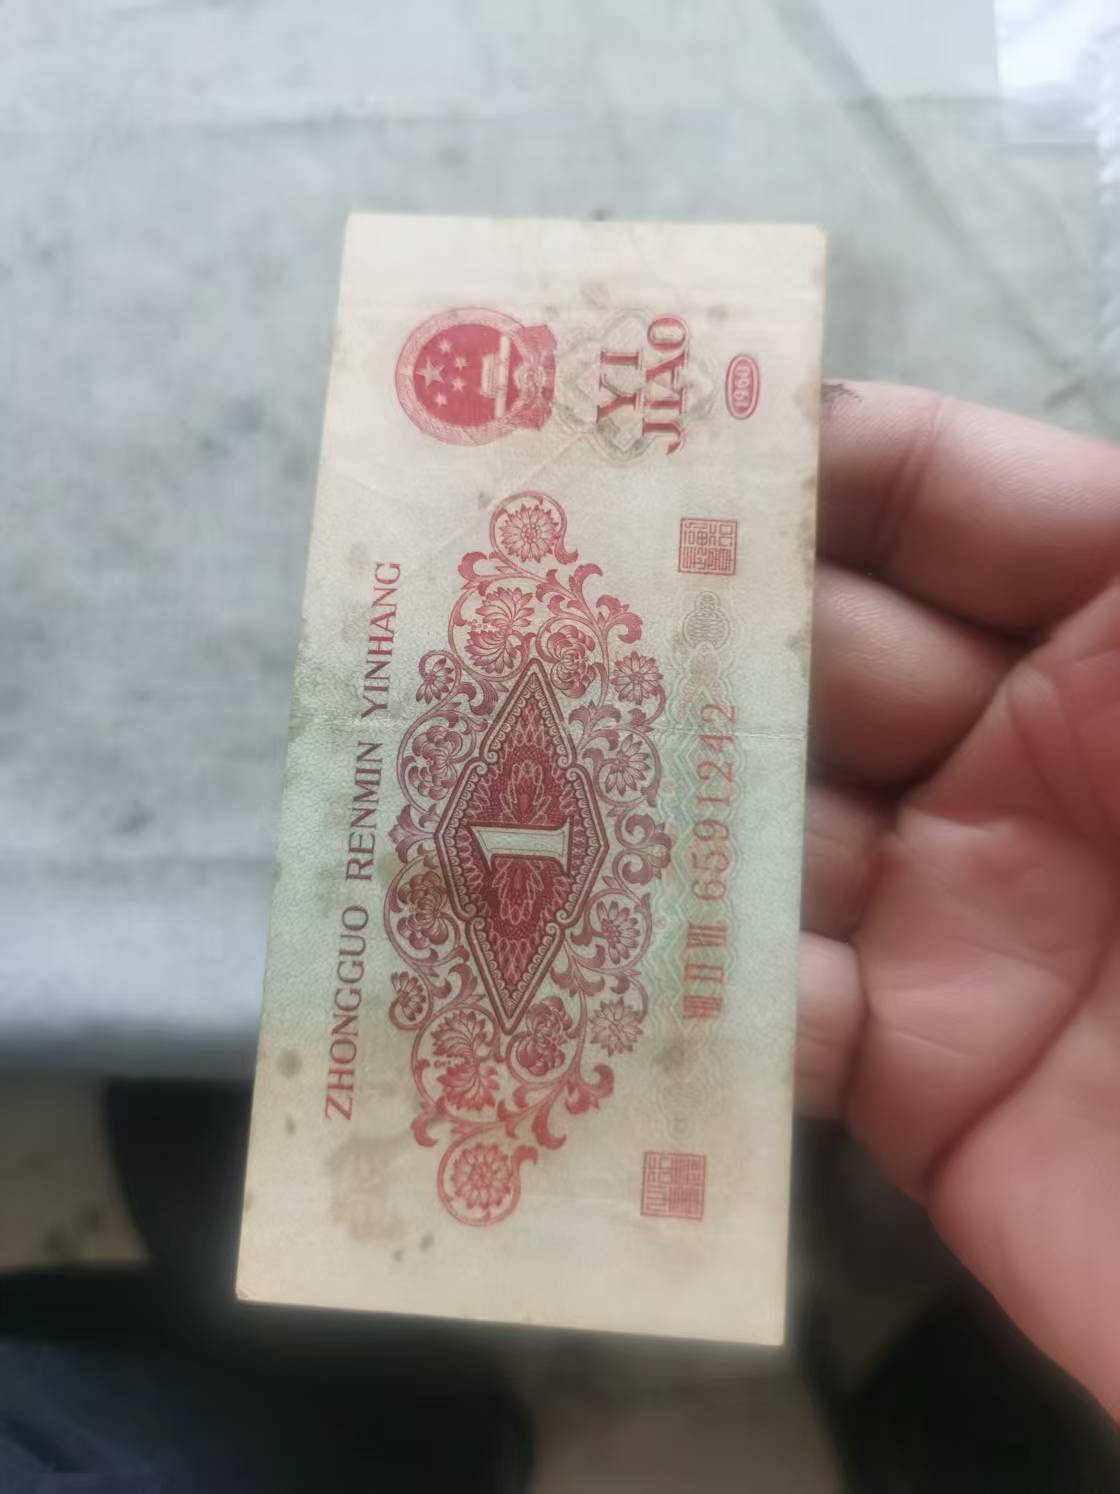 ZHONGGUO RENMIN YINHANG
YI
JIAO
1
1960
6591242